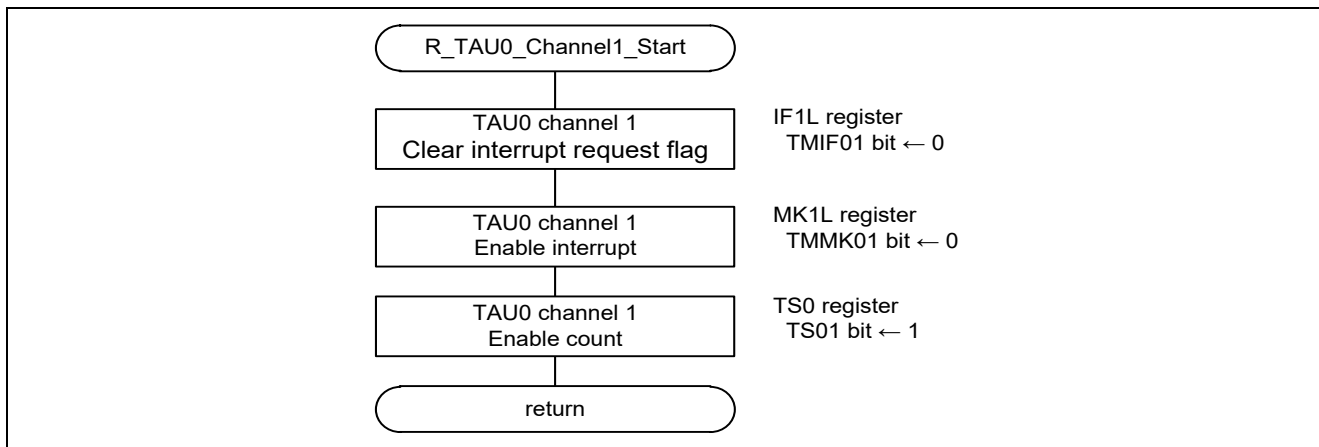 R_TAU0_Channel1_Start
TAU0 channel 1
Clear interrupt request flag
IF1L register
TMIF01 bit ← 0
TAU0 channel 1
Enable interrupt
MK1L register
TMMK01 bit ← 0
TAU0 channel 1
Enable count
TS0 register
TS01 bit ← 1
return